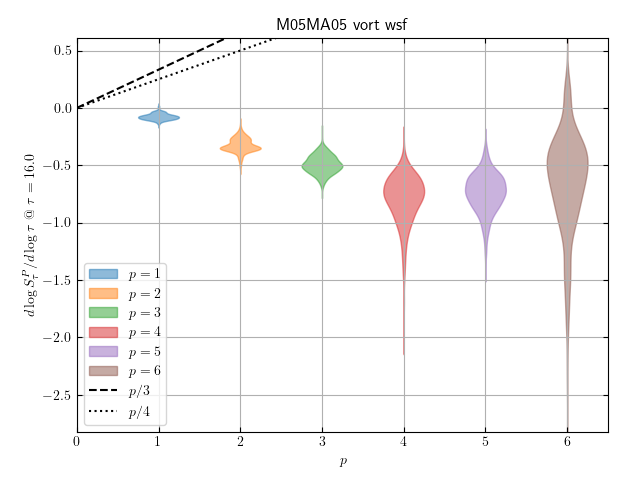 M05MA05 vort wsf
d log S_τ^P / d log τ @ τ = 16.0
0.5
0.0
−0.5
−1.0
−1.5
−2.0
−2.5
p = 1
p = 2
p = 3
p = 4
p = 5
p = 6
p/3
p/4
0 1 2 3 4 5 6
p